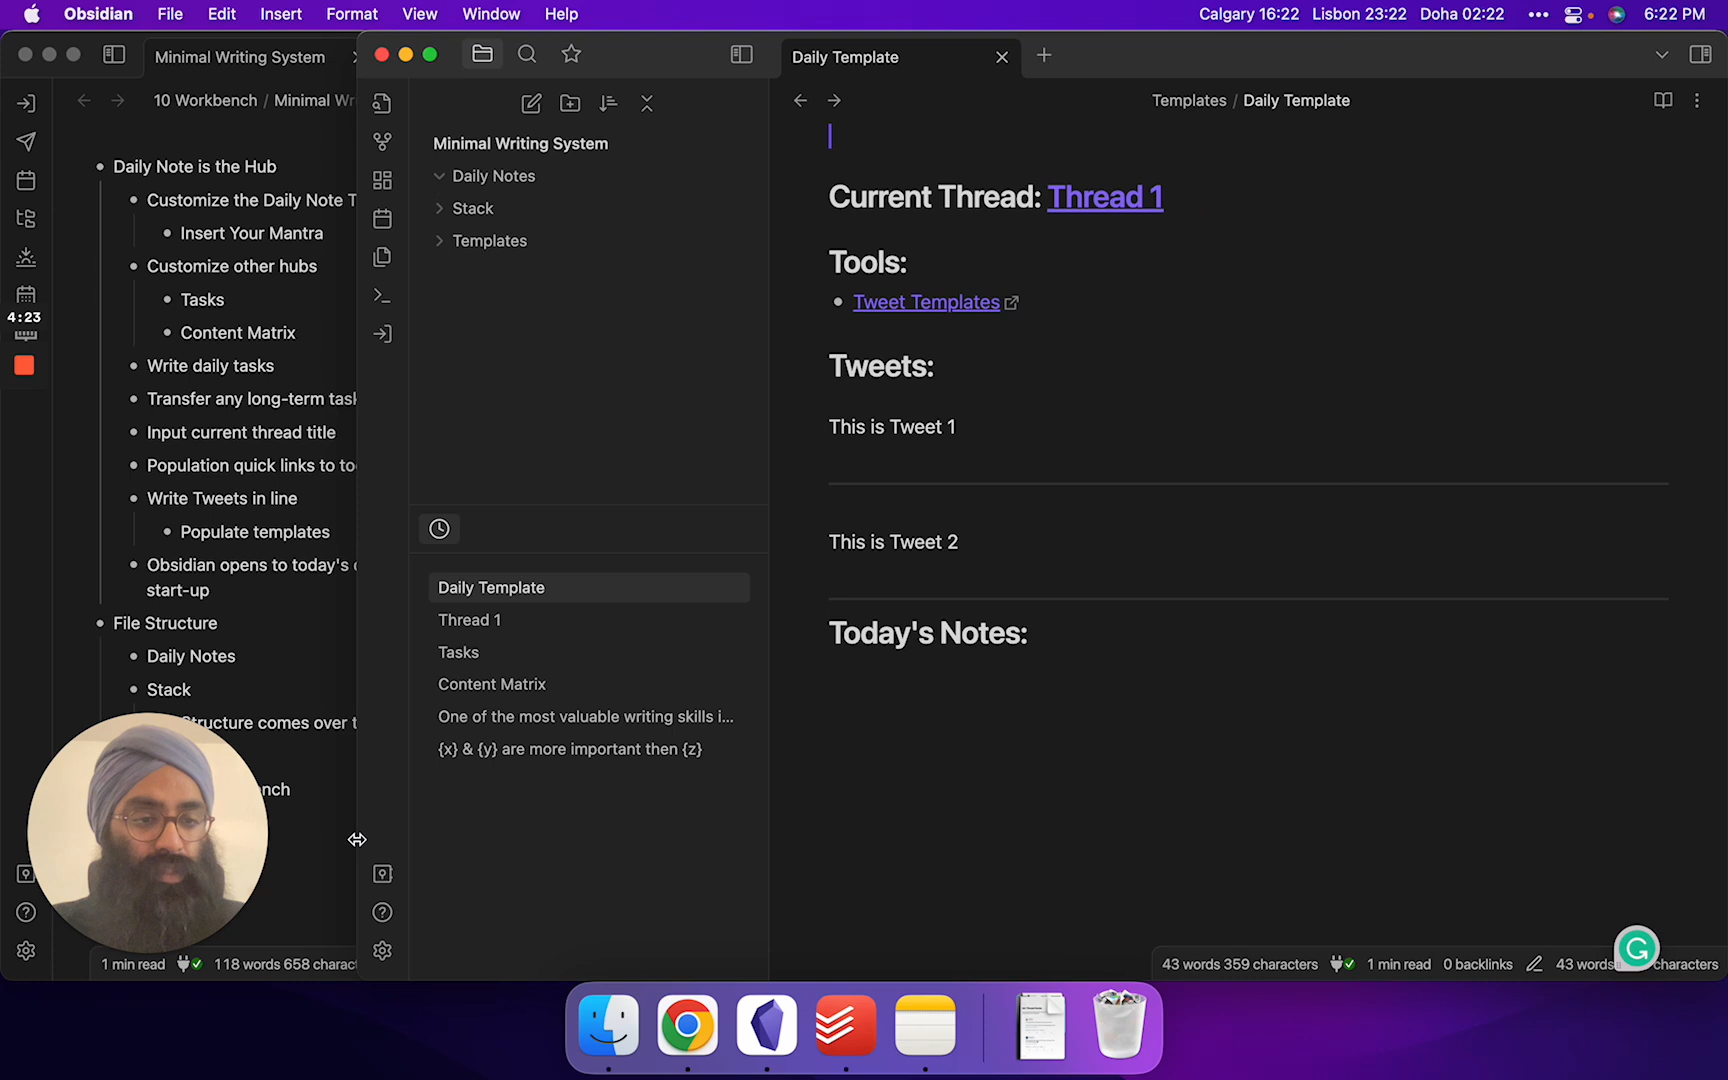 Obsidian File Edit Insert Format View Window Help
Calgary 16:22 Lisbon 23:22 Doha 02:22 6:22 PM
Minimal Writing System
10 Workbench / Minimal Wr
Daily Note is the Hub
Customize the Daily Note T
Insert Your Mantra
Customize other hubs
Tasks
4:23
Content Matrix
Write daily tasks
Transfer any long-term task
Input current thread title
Population quick links to to
Write Tweets in line
Populate templates
Obsidian opens to today's
start-up
File Structure
Daily Notes
Stack
Structure comes over t
nch
1 min read 118 words 658 charact
Minimal Writing System
Daily Notes
Stack
Templates
Daily Template
Thread 1
Tasks
Content Matrix
One of the most valuable writing skills i...
{x} & {y} are more important then {z}
Daily Template
Templates / Daily Template
Current Thread: Thread 1
Tools:
Tweet Templates
Tweets:
This is Tweet 1
This is Tweet 2
Today's Notes:
43 words 359 characters 1 min read 0 backlinks 43 words characters